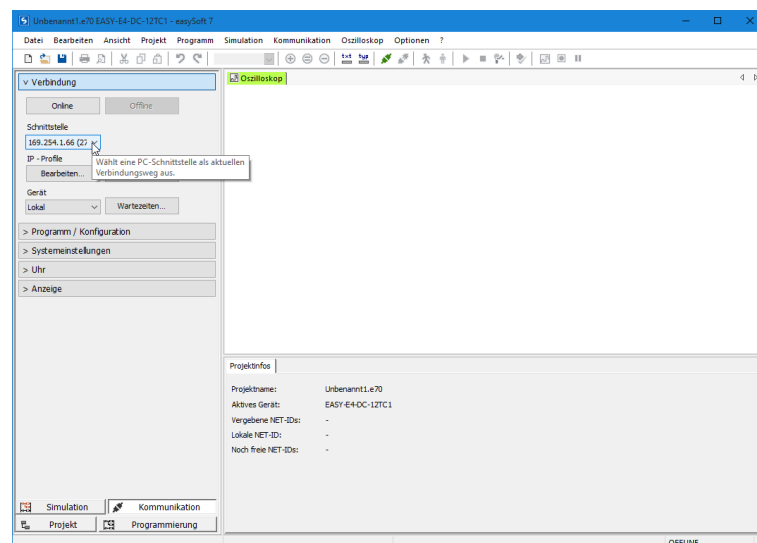 Unbenannt1.e70 EASY-E4-DC-12TC1 - easySoft 7
Datei Bearbeiten Ansicht Projekt Programm Simulation Kommunikation Oszilloskop Optionen ?
Verbindung
Oszilloskop
Online Offline
Schnittstelle
169.254.1.66 (27
Wählt eine PC-Schnittstelle als aktuellen
Verbindungsweg aus.
IP - Profile
Bearbeiten...
Gerät
Lokal Wartezeiten...
> Programm / Konfiguration
> Systemeinstellungen
> Uhr
> Anzeige
Projektinfos
Projektname: Unbenannt1.e70
Aktives Gerät: EASY-E4-DC-12TC1
Vergebene NET-IDs: -
Lokale NET-ID: -
Noch freie NET-IDs: -
Simulation Kommunikation
Projekt Programmierung
OFFLINE